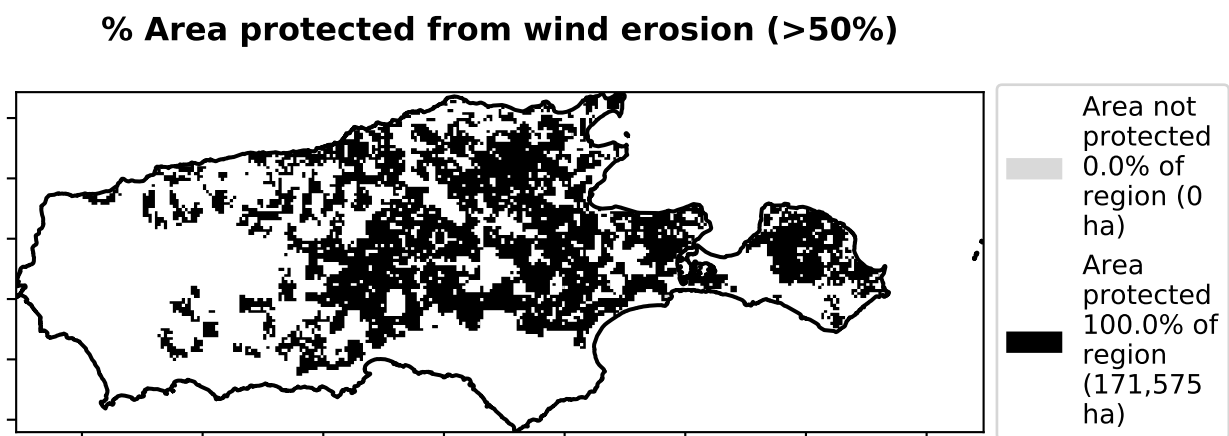 % Area protected from wind erosion (>50%)
Area not
protected
0.0% of
region (0
ha)
Area
protected
100.0% of
region
(171,575
ha)